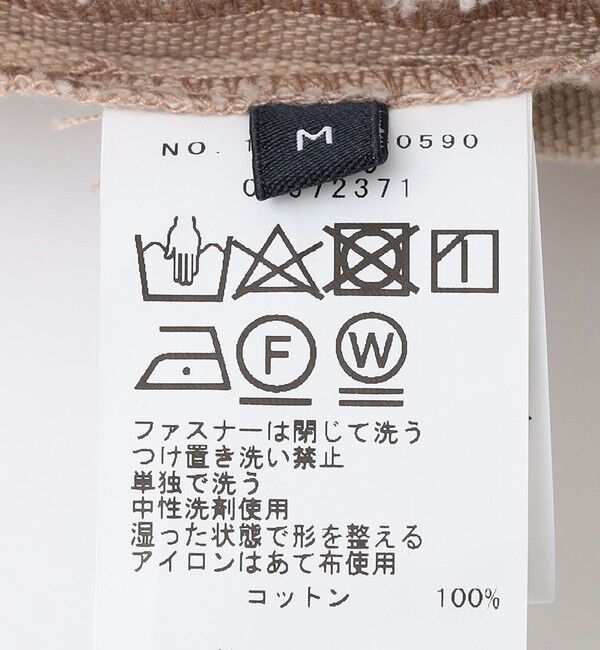 M
NO. 1 0590
0 372371
F W
ファスナーは閉じて洗う
つけ置き洗い禁止
単独で洗う
中性洗剤使用
湿った状態で形を整える
アイロンはあて布使用
コットン 100%